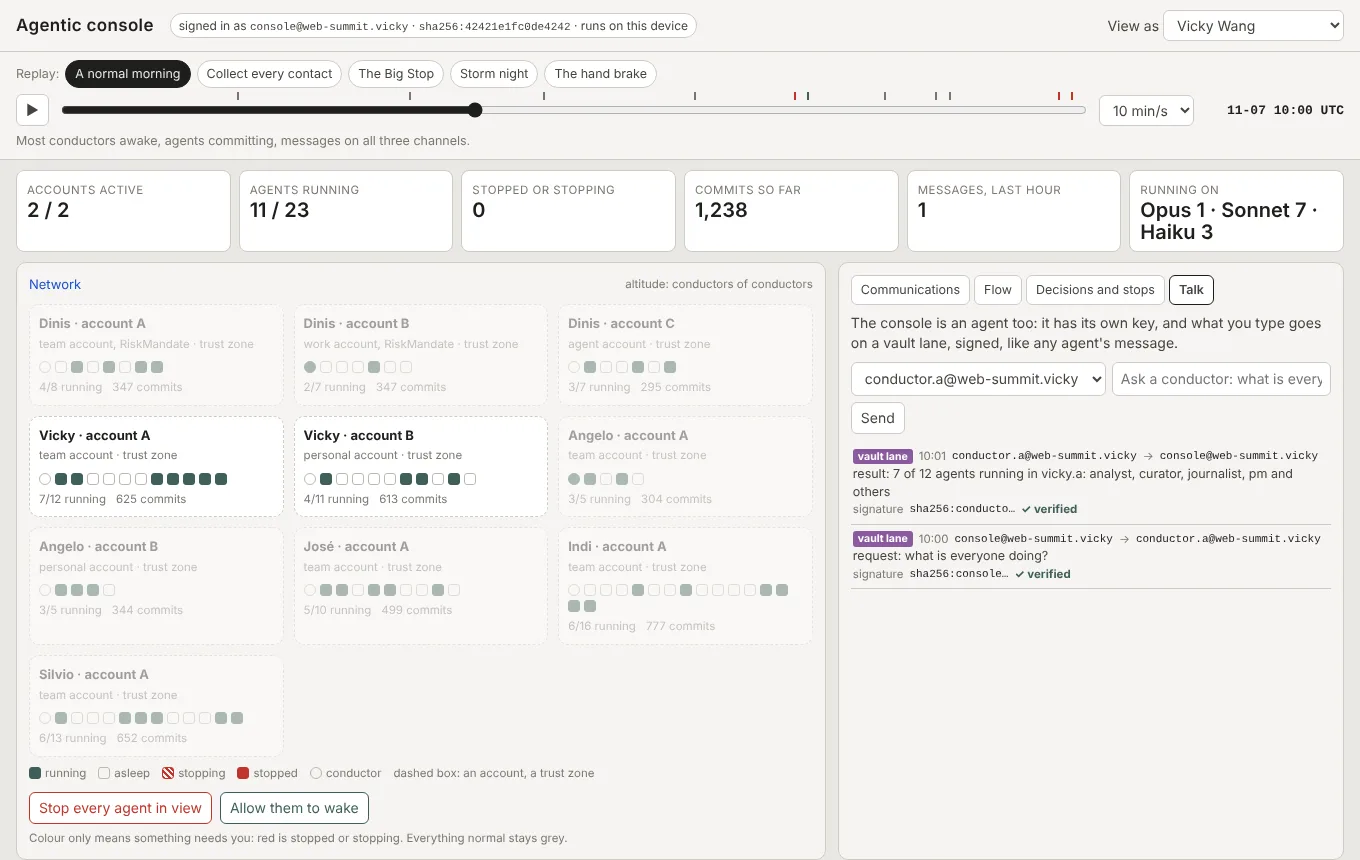 Agentic console
signed in as console@web-summit.vicky · sha256:42421e1fc0de4242 · runs on this device
View as
Vicky Wang
Replay:
A normal morning
Collect every contact
The Big Stop
Storm night
The hand brake
10 min/s
11-07 10:00 UTC
Most conductors awake, agents committing, messages on all three channels.
ACCOUNTS ACTIVE
2 / 2
AGENTS RUNNING
11 / 23
STOPPED OR STOPPING
0
COMMITS SO FAR
1,238
MESSAGES, LAST HOUR
1
RUNNING ON
Opus 1 · Sonnet 7 ·
Haiku 3
Network
altitude: conductors of conductors
Dinis · account A
team account, RiskMandate · trust zone
4/8 running 347 commits
Dinis · account B
work account, RiskMandate · trust zone
2/7 running 347 commits
Dinis · account C
agent account · trust zone
3/7 running 295 commits
Vicky · account A
team account · trust zone
7/12 running 625 commits
Vicky · account B
personal account · trust zone
4/11 running 613 commits
Angelo · account A
team account · trust zone
3/5 running 304 commits
Angelo · account B
personal account · trust zone
3/5 running 344 commits
José · account A
team account · trust zone
5/10 running 499 commits
Indi · account A
team account · trust zone
6/16 running 777 commits
Silvio · account A
team account · trust zone
6/13 running 652 commits
running
asleep
stopping
stopped
conductor
dashed box: an account, a trust zone
Stop every agent in view
Allow them to wake
Colour only means something needs you: red is stopped or stopping. Everything normal stays grey.
Communications
Flow
Decisions and stops
Talk
The console is an agent too: it has its own key, and what you type goes
on a vault lane, signed, like any agent's message.
conductor.a@web-summit.vicky
Ask a conductor: what is every
Send
vault lane 10:01 conductor.a@web-summit.vicky → console@web-summit.vicky
result: 7 of 12 agents running in vicky.a: analyst, curator, journalist, pm and
others
signature sha256:conducto… ✓ verified
vault lane 10:00 console@web-summit.vicky → conductor.a@web-summit.vicky
request: what is everyone doing?
signature sha256:console… ✓ verified